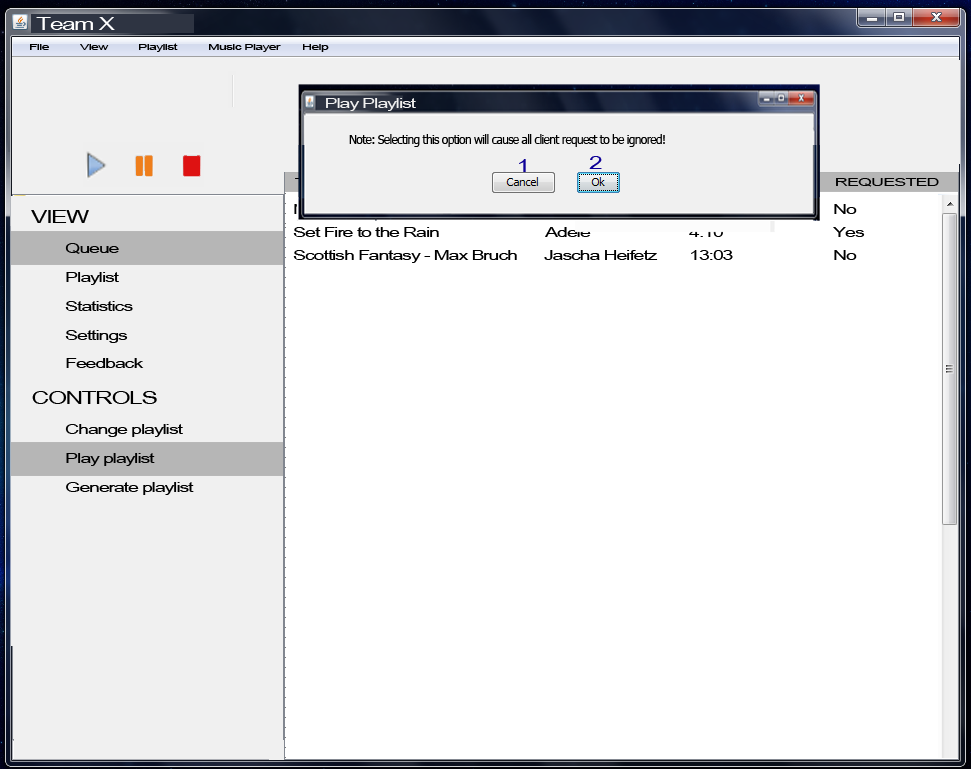 Team X
File View Playlist Music Player Help
Play Playlist
Note: Selecting this option will cause all client request to be ignored!
1 2
Cancel Ok
REQUESTED
No
Set Fire to the Rain Adele 4:10 Yes
Scottish Fantasy - Max Bruch Jascha Heifetz 13:03 No
VIEW
Queue
Playlist
Statistics
Settings
Feedback
CONTROLS
Change playlist
Play playlist
Generate playlist